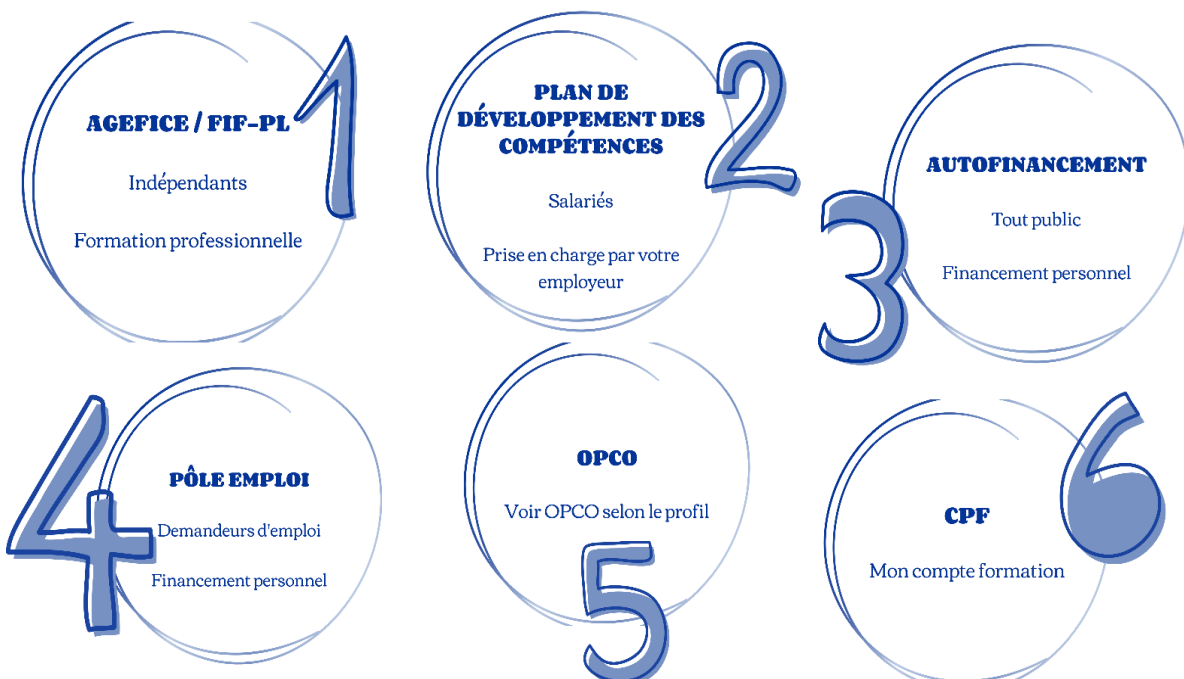 1
AGEFICE / FIF-PL
Indépendants
Formation professionnelle
2
PLAN DE
DÉVELOPPEMENT DES
COMPÉTENCES
Salariés
Prise en charge par votre
employeur
3
AUTOFINANCEMENT
Tout public
Financement personnel
4
PÔLE EMPLOI
Demandeurs d'emploi
Financement personnel
5
OPCO
Voir OPCO selon le profil
6
CPF
Mon compte formation